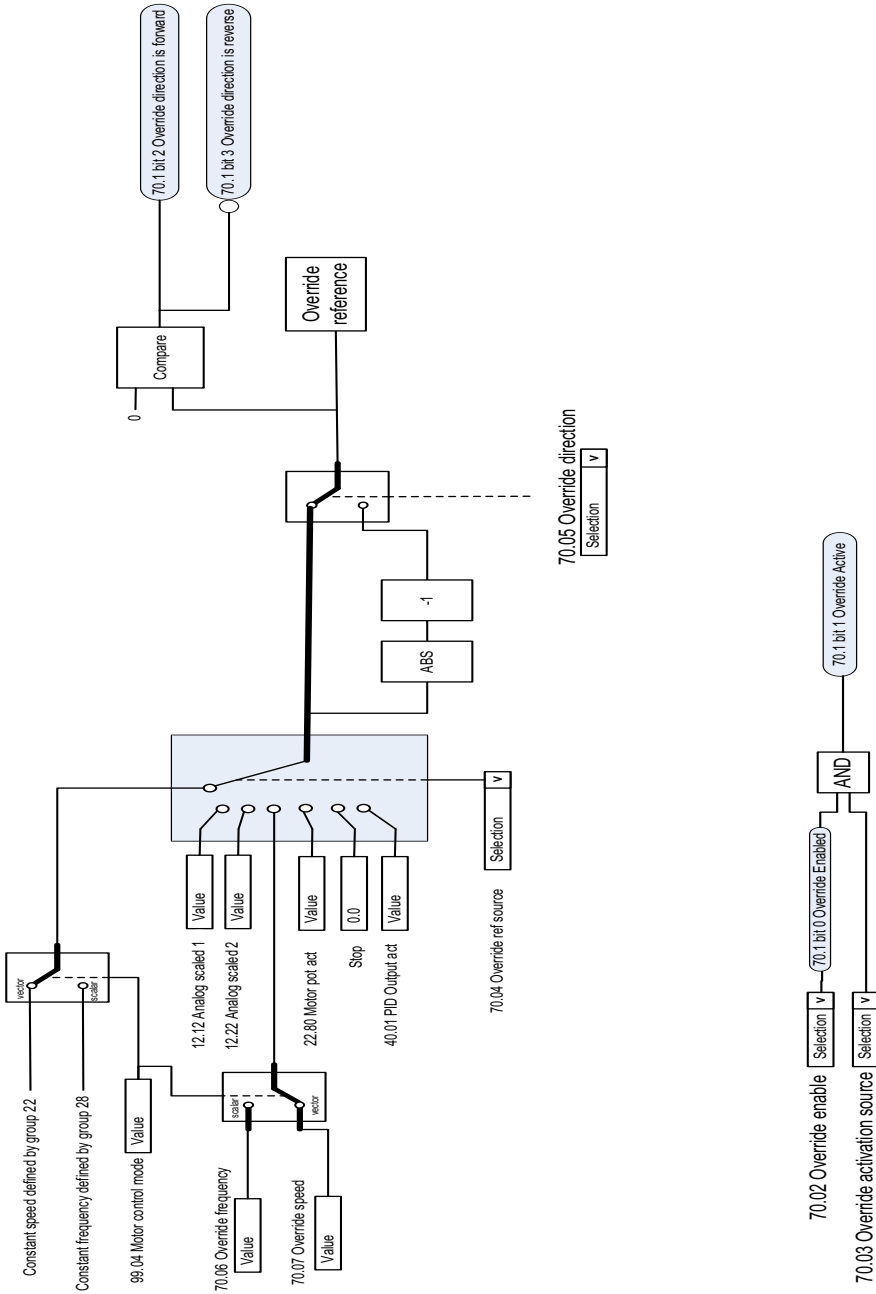 Constant speed defined by group 22
Constant frequency defined by group 28
99.04 Motor control mode
Value
vector
scalar
70.06 Override frequency
Value
70.07 Override speed
Value
scalar
vector
12.12 Analog scaled 1
Value
12.22 Analog scaled 2
Value
22.80 Motor pot act
Value
Stop
0.0
40.01 PID Output act
Value
70.04 Override ref source
Selection v
ABS
-1
70.05 Override direction
Selection v
0
Compare
Override
reference
70.1 bit 2 Override direction is forward
70.1 bit 3 Override direction is reverse
70.02 Override enable
Selection v
70.1 bit 0 Override Enabled
70.03 Override activation source
Selection v
AND
70.1 bit 1 Override Active